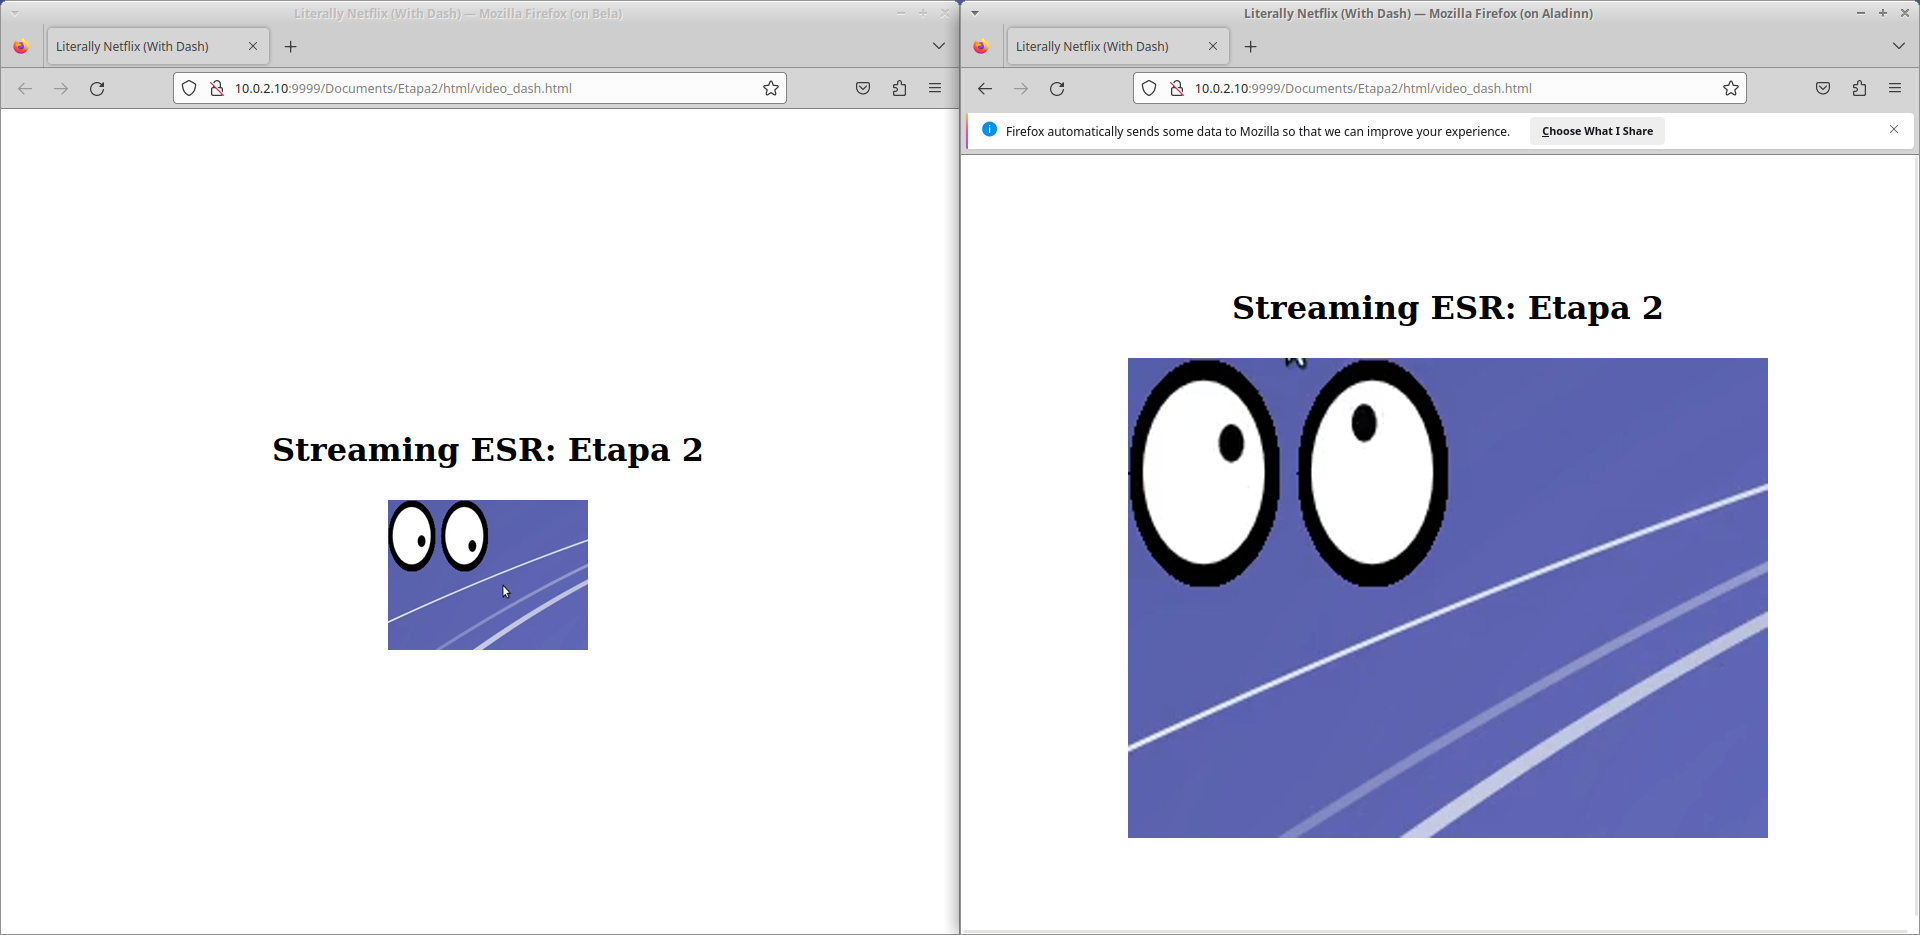 Literally Netflix (With Dash) — Mozilla Firefox (on Bela)
Literally Netflix (With Dash)
10.0.2.10:9999/Documents/Etapa2/html/video_dash.html
Streaming ESR: Etapa 2
Literally Netflix (With Dash) — Mozilla Firefox (on Aladinn)
Literally Netflix (With Dash)
10.0.2.10:9999/Documents/Etapa2/html/video_dash.html
Firefox automatically sends some data to Mozilla so that we can improve your experience. Choose What I Share
Streaming ESR: Etapa 2